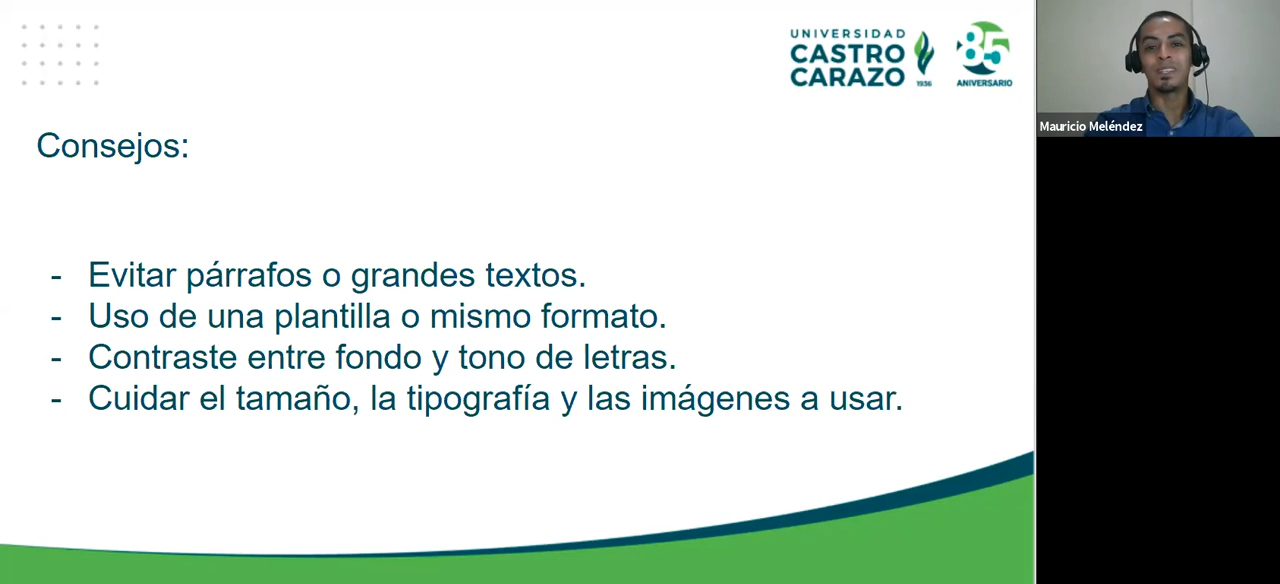 UNIVERSIDAD
CASTRO
CARAZO
1936
85
ANIVERSARIO
Mauricio Meléndez
Consejos:
- Evitar párrafos o grandes textos.
- Uso de una plantilla o mismo formato.
- Contraste entre fondo y tono de letras.
- Cuidar el tamaño, la tipografía y las imágenes a usar.